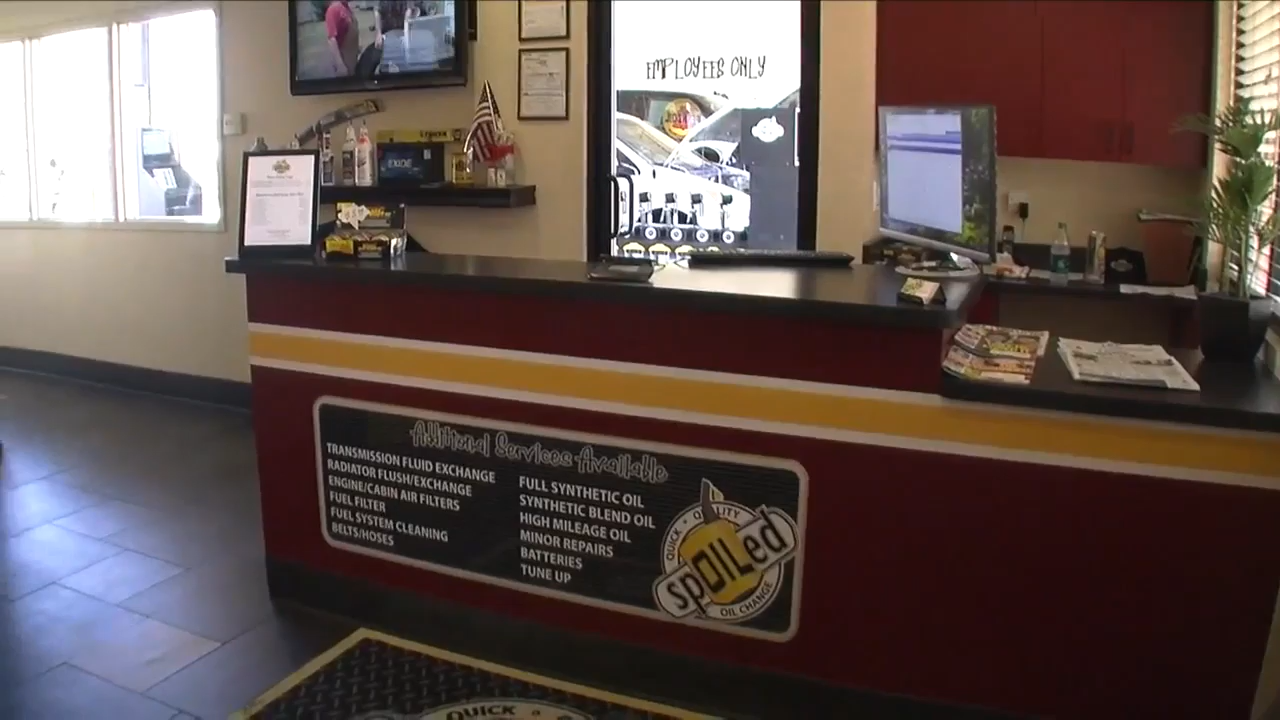 EMPLOYEES ONLY
EXIDE
Additional Services Available
TRANSMISSION FLUID EXCHANGE
RADIATOR FLUSH/EXCHANGE
ENGINE/CABIN AIR FILTERS
FUEL FILTER
FUEL SYSTEM CLEANING
BELTS/HOSES
FULL SYNTHETIC OIL
SYNTHETIC BLEND OIL
HIGH MILEAGE OIL
MINOR REPAIRS
BATTERIES
TUNE UP
QUICK • QUALITY
spOILed
OIL CHANGE
QUICK